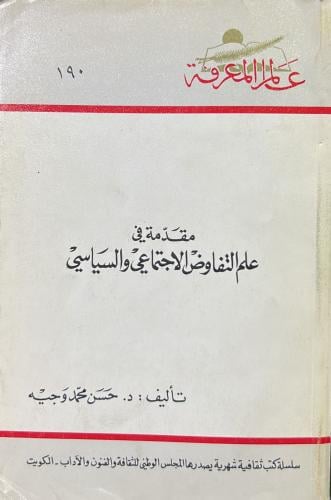 عالم المعرفة
١٩٠
مقدمة في
علم التفاوض الاجتماعي والسياسي
تأليف: د. حسن محمد وجيه
سلسلة كتب ثقافية شهرية يصدرها المجلس الوطني للثقافة والفنون والآداب - الكويت